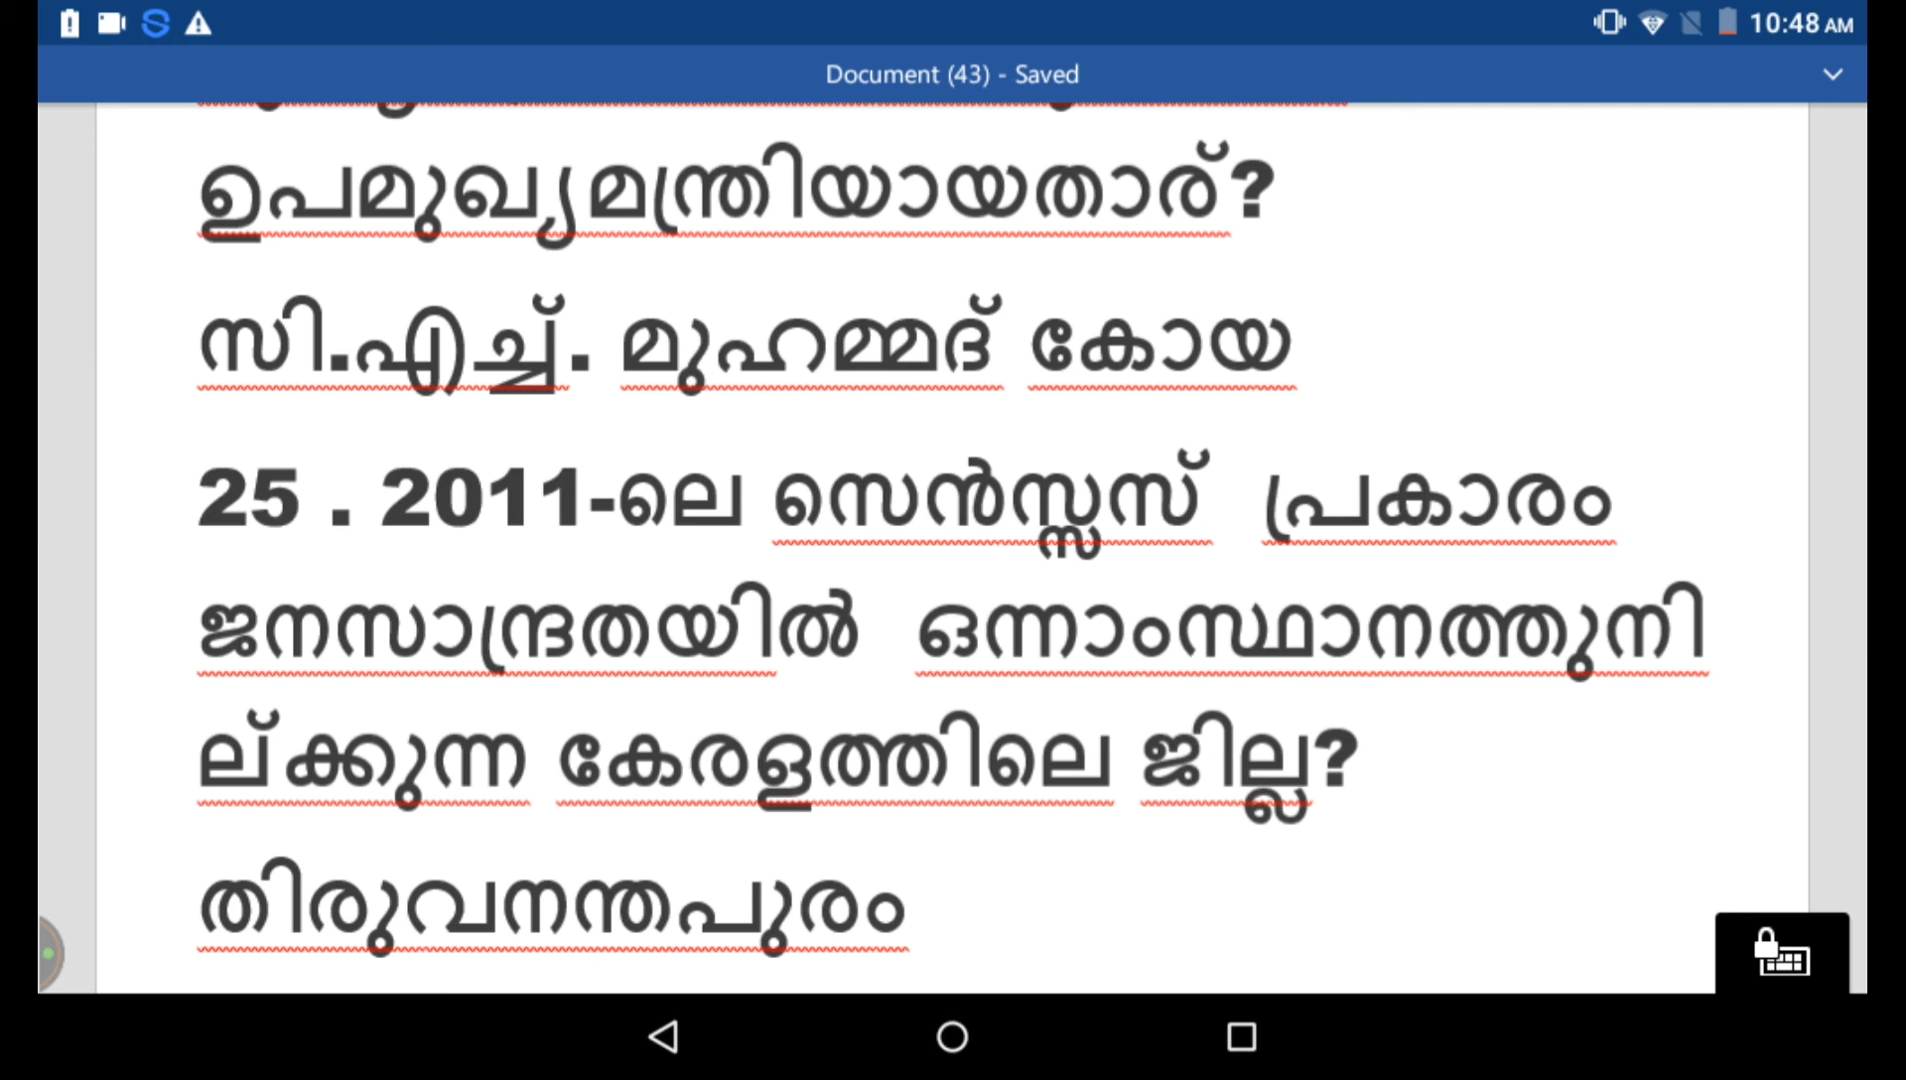 10:48 AM
Document (43) - Saved
ഉപമുഖ്യമന്ത്രിയായതാര്?
സി.എച്ച്. മുഹമ്മദ് കോയ
25 . 2011-ലെ സെൻസ്സസ് പ്രകാരം
ജനസാന്ദ്രതയിൽ ഒന്നാംസ്ഥാനത്തുനി
ല്ക്കുന്ന കേരളത്തിലെ ജില്ല?
തിരുവനന്തപുരം